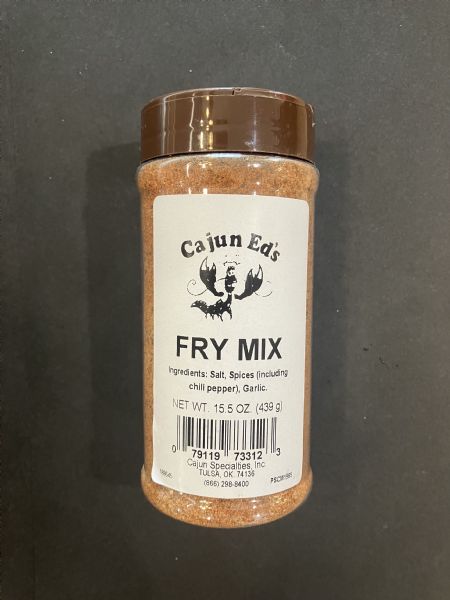 Cajun Ed's
FRY MIX
Ingredients: Salt, Spices (including
chili pepper), Garlic.
NET WT. 15.5 OZ. (439 g)
0 79119 73312 3
Cajun Specialties, Inc.
TULSA, OK. 74136
(866) 298-8400